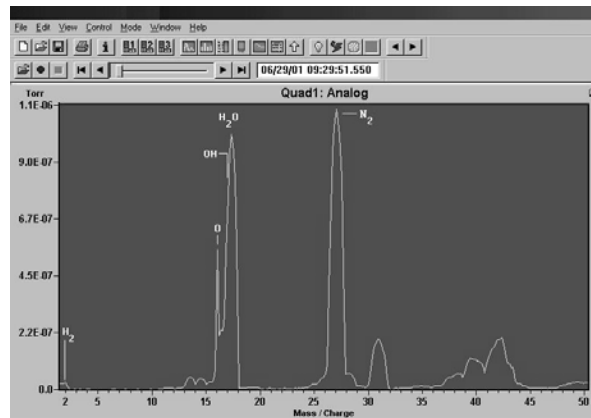 File Edit View Control Mode Window Help
06/29/01 09:29:51.550
Torr
Quad1: Analog
1.1E-06
9.0E-07
6.7E-07
4.5E-07
2.2E-07
0.0
H₂
O
OH
H₂O
N₂
2 5 10 15 20 25 30 35 40 45 50
Mass / Charge